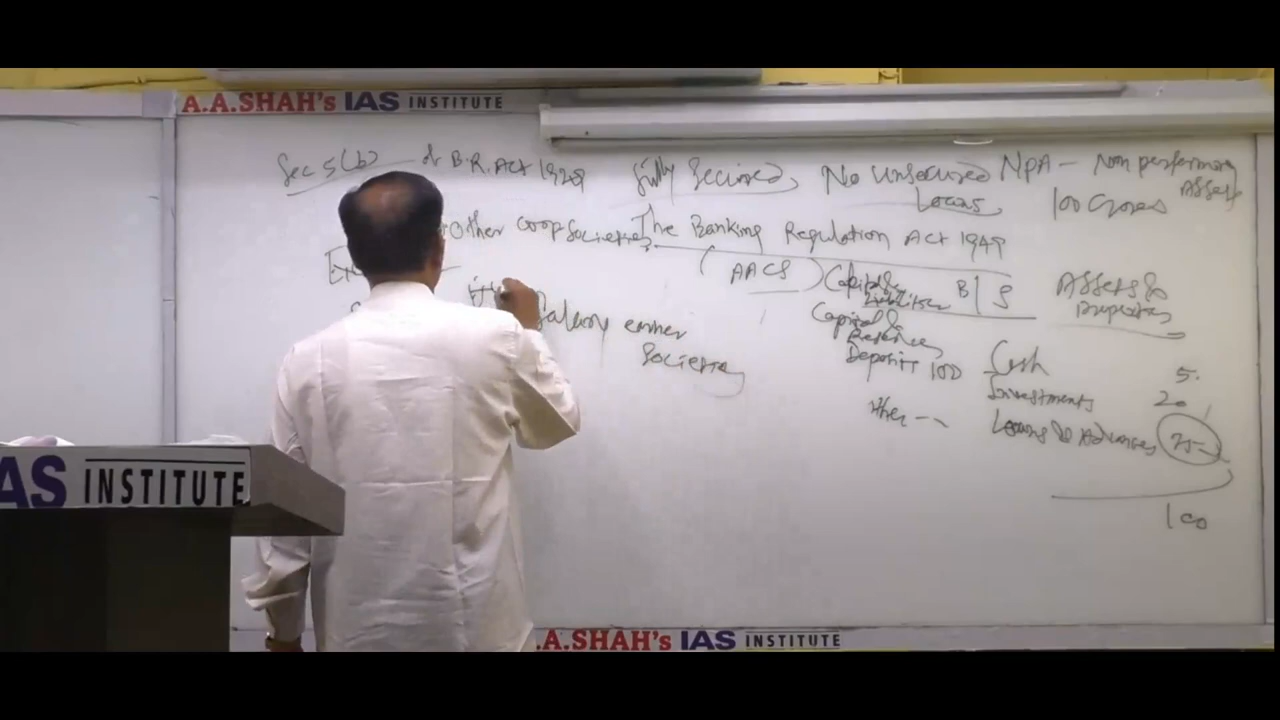 A.A.SHAH's IAS INSTITUTE
Sec 5(b) of B.R. Act 1949
fully secured
No unsecured Loans
NPA - Non performing Assets
100 Crores
other coop societies
The Banking Regulation Act 1949
(AACS)
Capital & Liabilities
B/S
Assets &
Salary earner
Societies
Capital &
Reserves
Deposits 100
other --
Cash 5
Investments 20
Loans & Advances 75
100
IAS INSTITUTE
A.A.SHAH's IAS INSTITUTE